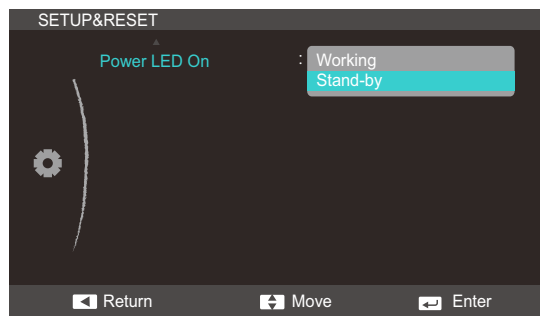 SETUP&RESET
Power LED On : Working
Stand-by
Return Move Enter